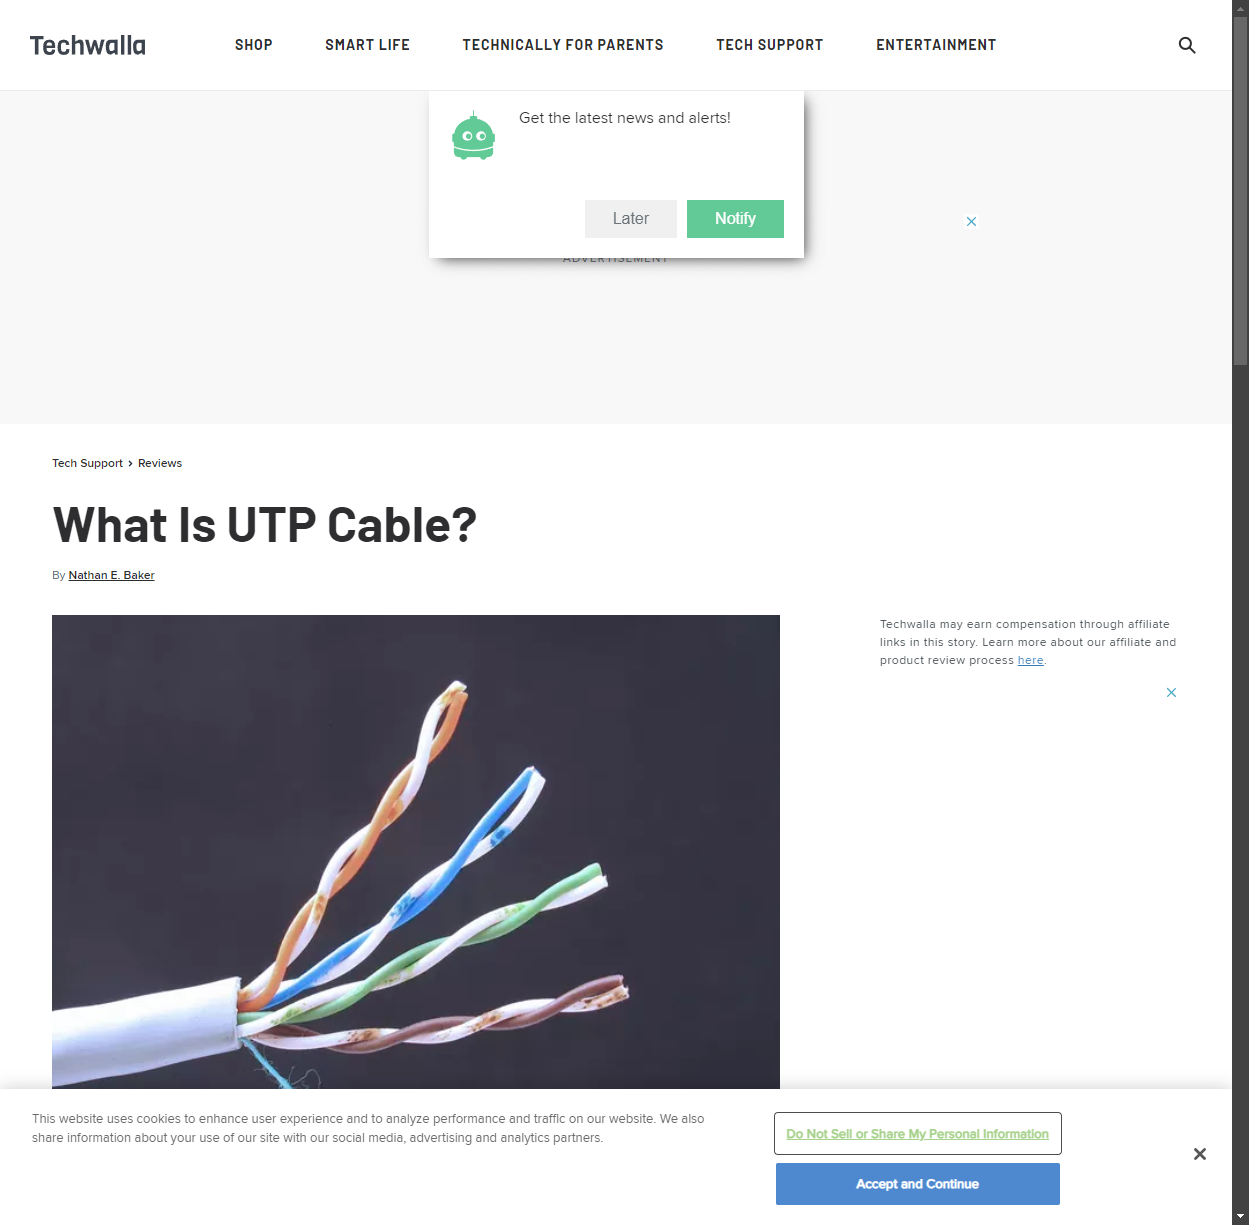 Techwalla
SHOP
SMART LIFE
TECHNICALLY FOR PARENTS
TECH SUPPORT
ENTERTAINMENT
Get the latest news and alerts!
Later
Notify
ADVERTISEMENT
Tech Support › Reviews
What Is UTP Cable?
By Nathan E. Baker
Techwalla may earn compensation through affiliate
links in this story. Learn more about our affiliate and
product review process here.
This website uses cookies to enhance user experience and to analyze performance and traffic on our website. We also
share information about your use of our site with our social media, advertising and analytics partners.
Do Not Sell or Share My Personal Information
Accept and Continue